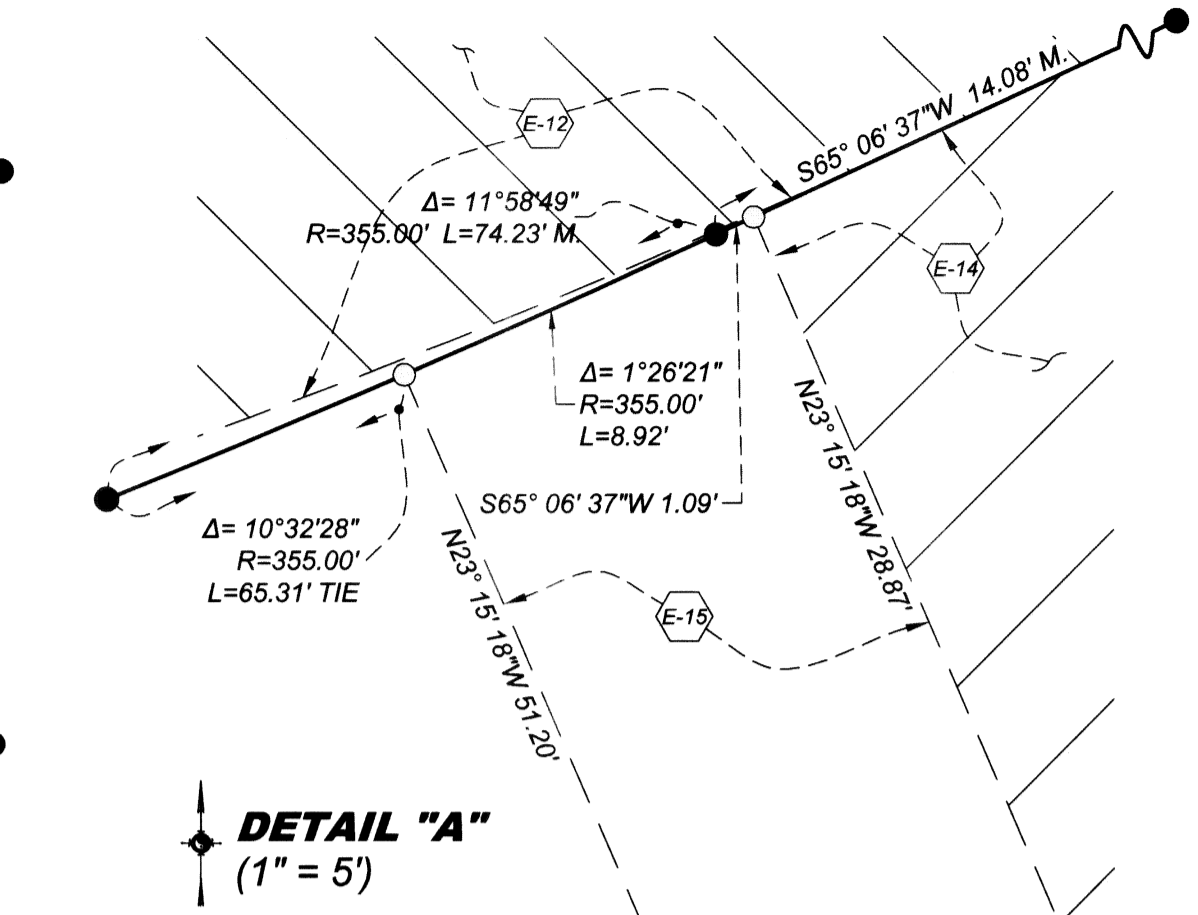 S65° 06' 37"W 14.08' M.
E-12
Δ= 11°58'49"
R=355.00' L=74.23' M.
E-14
Δ= 1°26'21"
R=355.00'
L=8.92'
S65° 06' 37"W 1.09'
N23° 15' 18"W 28.87'
Δ= 10°32'28"
R=355.00'
L=65.31' TIE
N23° 15' 18"W 51.20'
E-15
DETAIL "A"
(1" = 5')